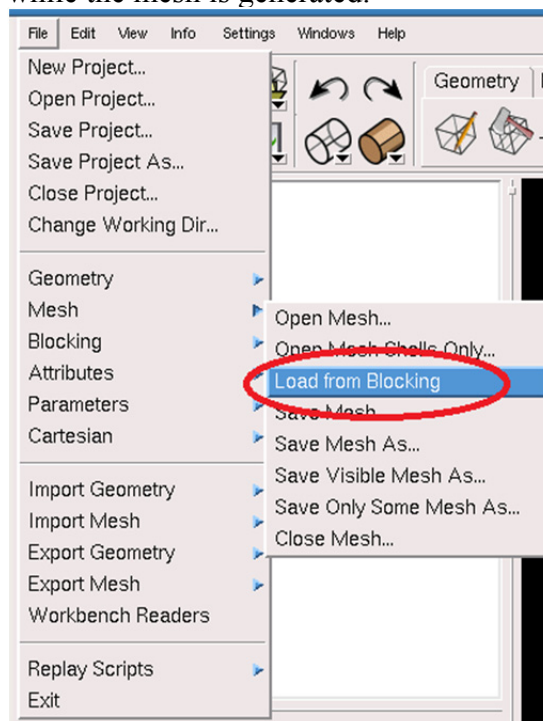 while the mesh is generated.
File Edit View Info Settings Windows Help
New Project...
Open Project...
Save Project...
Save Project As...
Close Project...
Change Working Dir...
Geometry
Geometry
Mesh
Blocking
Attributes
Parameters
Cartesian
Open Mesh...
Open Mesh Shells Only...
Load from Blocking
Save Mesh
Save Mesh As...
Save Visible Mesh As...
Save Only Some Mesh As...
Close Mesh...
Import Geometry
Import Mesh
Export Geometry
Export Mesh
Workbench Readers
Replay Scripts
Exit